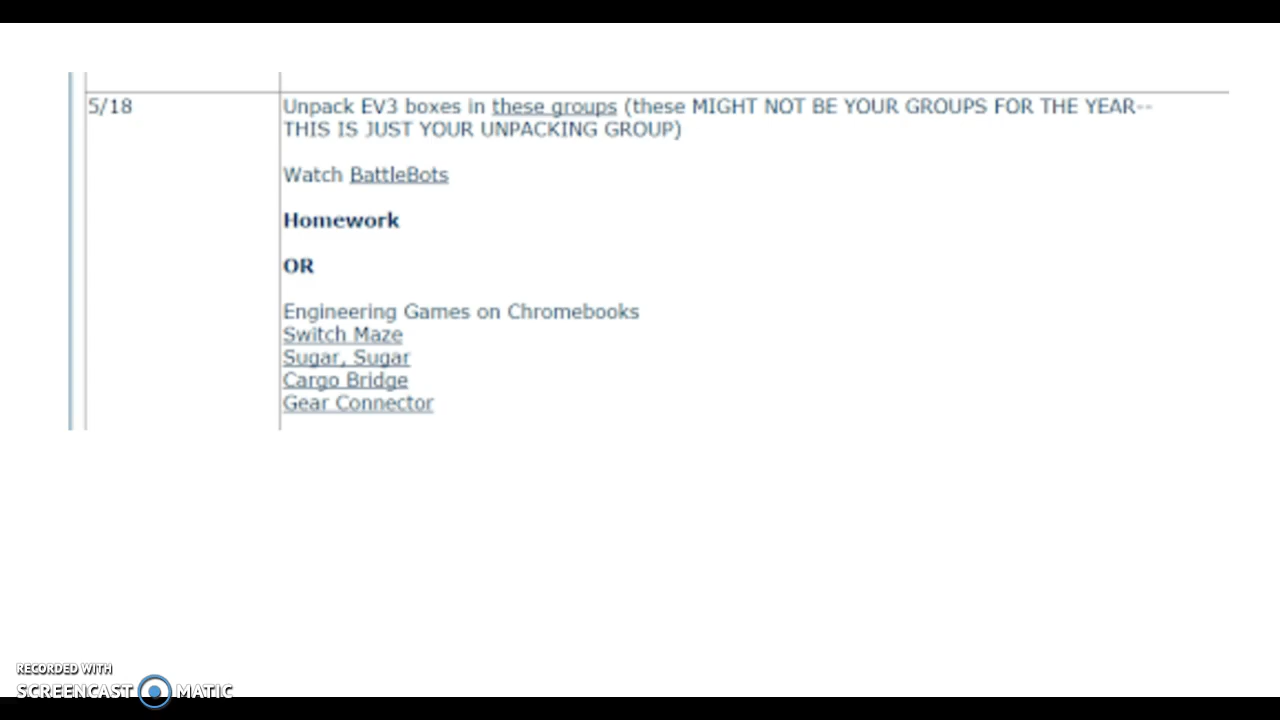 5/18
Unpack EV3 boxes in these groups (these MIGHT NOT BE YOUR GROUPS FOR THE YEAR--
THIS IS JUST YOUR UNPACKING GROUP)
Watch BattleBots
Homework
OR
Engineering Games on Chromebooks
Switch Maze
Sugar, Sugar
Cargo Bridge
Gear Connector
RECORDED WITH
SCREENCAST MATIC